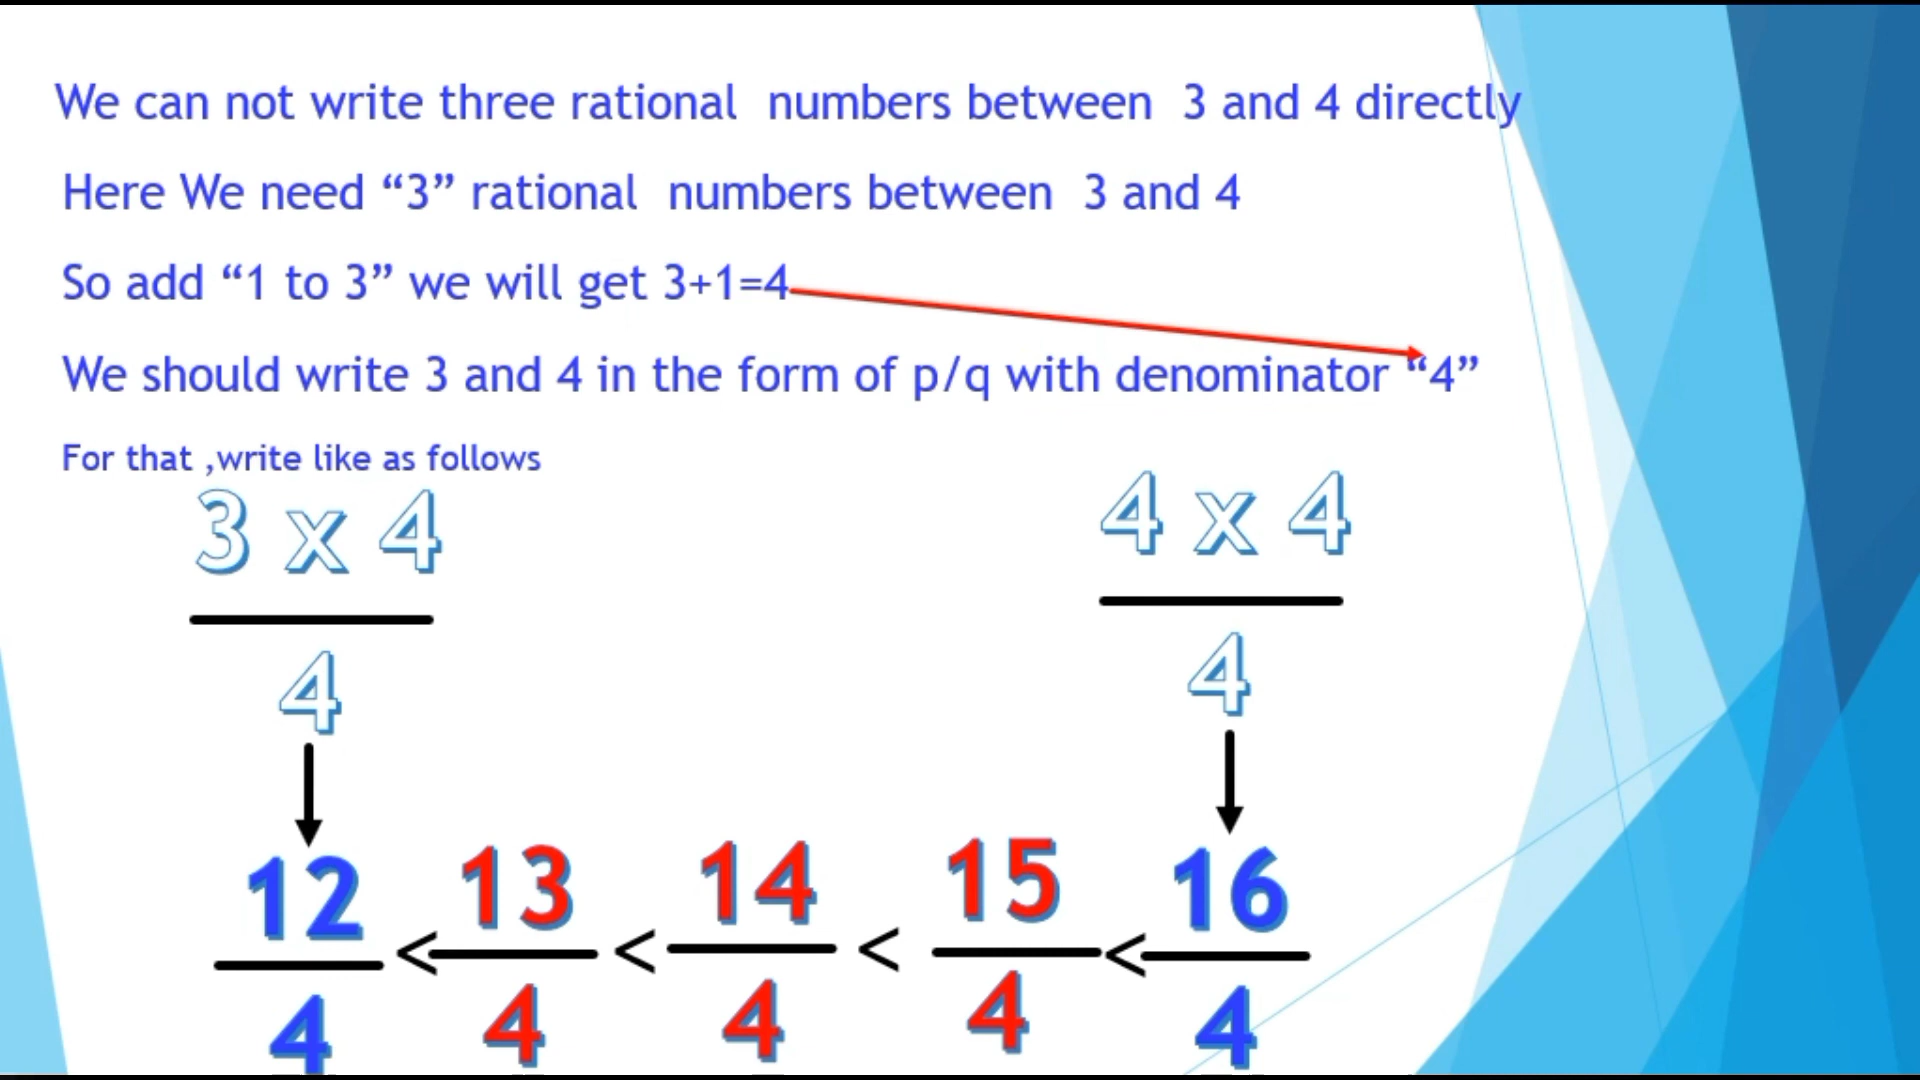 We can not write three rational numbers between 3 and 4 directly
Here We need “3” rational numbers between 3 and 4
So add “1 to 3” we will get 3+1=4
We should write 3 and 4 in the form of p/q with denominator “4”
For that ,write like as follows
3 x 4 4 x 4
4 4
12 < 13 < 14 < 15 < 16
4 4 4 4 4